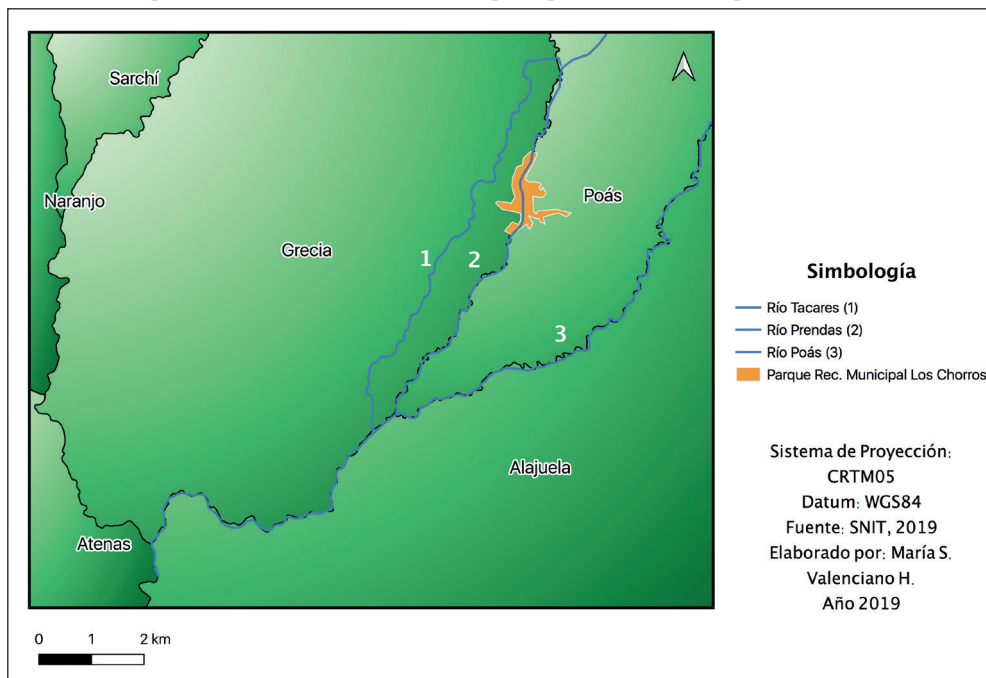 Sarchí
Naranjo
Poás
Grecia
1
2
3
Alajuela
Atenas
0 1 2 km
Simbología
Río Tacares (1)
Río Prendas (2)
Río Poás (3)
Parque Rec. Municipal Los Chorros
Sistema de Proyección:
CRTM05
Datum: WGS84
Fuente: SNIT, 2019
Elaborado por: María S.
Valenciano H.
Año 2019